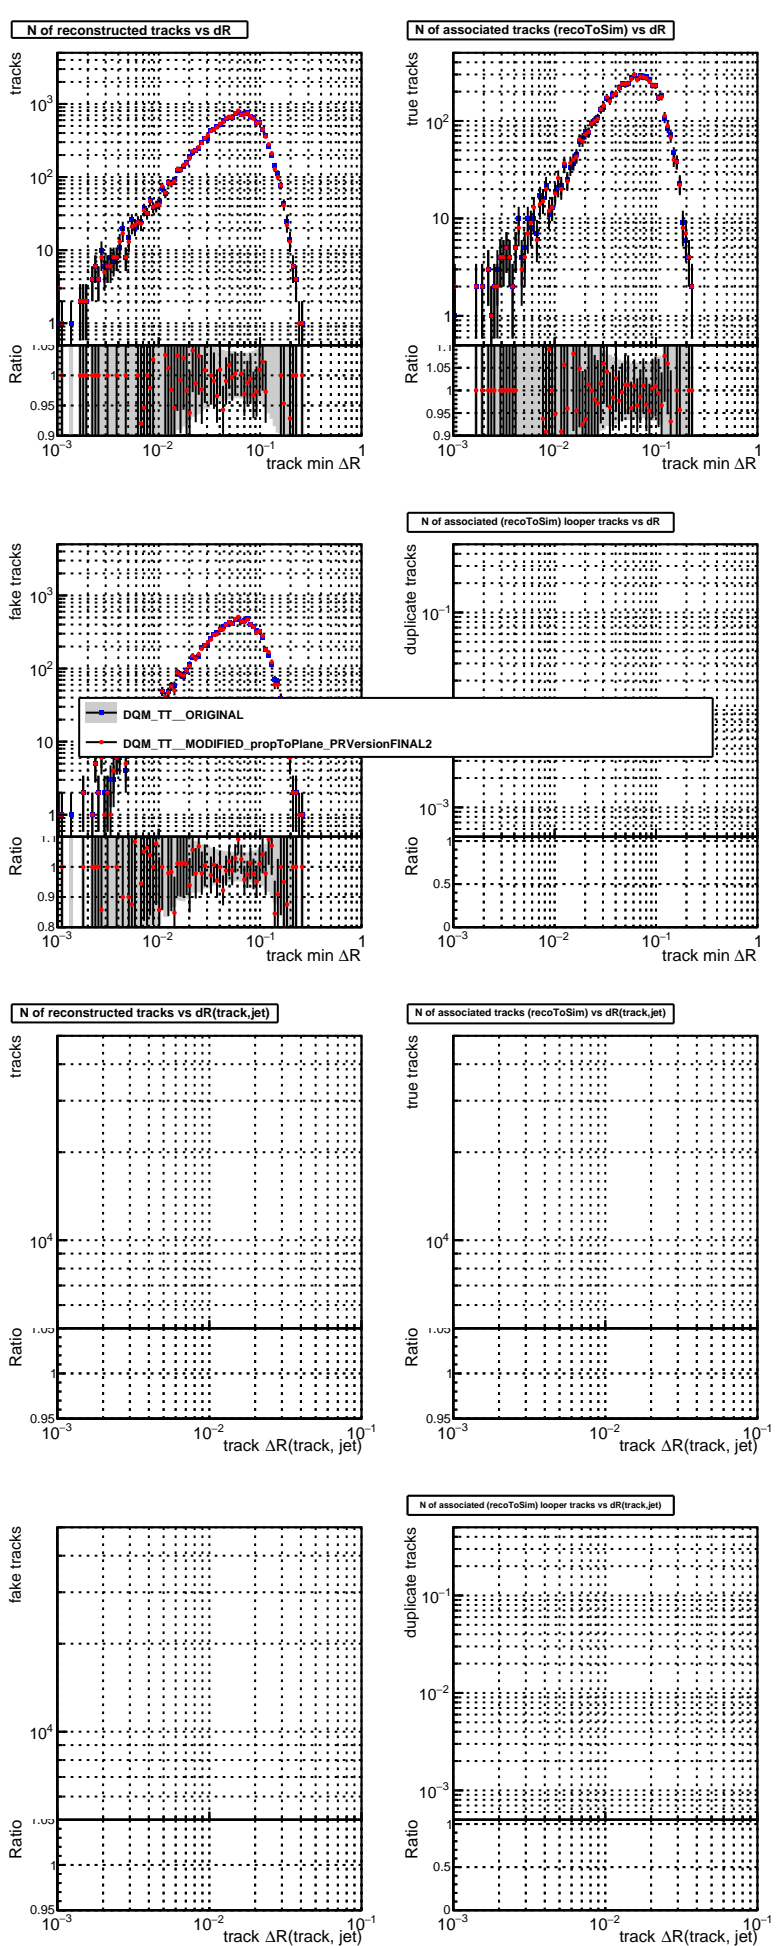 N of reconstructed tracks vs dR
tracks
10³
10²
10
1
1.05
Ratio
1
0.95
0.9
10⁻³ 10⁻² 10⁻¹ 1
track min ΔR
N of associated tracks (recoToSim) vs dR
true tracks
10²
10
1
1.1
Ratio
1.05
1
0.95
0.9
10⁻³ 10⁻² 10⁻¹ 1
track min ΔR
fake tracks
10³
10²
10
1
1.1
Ratio
1
0.9
0.8
10⁻³ 10⁻² 10⁻¹ 1
track min ΔR
N of associated (recoToSim) looper tracks vs dR
duplicate tracks
10⁻¹
10⁻³
Ratio
1
0.5
0
10⁻³ 10⁻² 10⁻¹ 1
track min ΔR
DQM_TT__ORIGINAL
DQM_TT__MODIFIED_propToPlane_PRVersionFINAL2
N of reconstructed tracks vs dR(track,jet)
tracks
10⁴
1.05
Ratio
1
0.95
10⁻³ 10⁻² 10⁻¹
track ΔR(track, jet)
N of associated tracks (recoToSim) vs dR(track,jet)
true tracks
10⁴
1.05
Ratio
1
0.95
10⁻³ 10⁻² 10⁻¹
track ΔR(track, jet)
fake tracks
10⁴
1.05
Ratio
1
0.95
10⁻³ 10⁻² 10⁻¹
track ΔR(track, jet)
N of associated (recoToSim) looper tracks vs dR(track,jet)
duplicate tracks
10⁻¹
10⁻²
10⁻³
Ratio
1
0.5
0
10⁻³ 10⁻² 10⁻¹
track ΔR(track, jet)